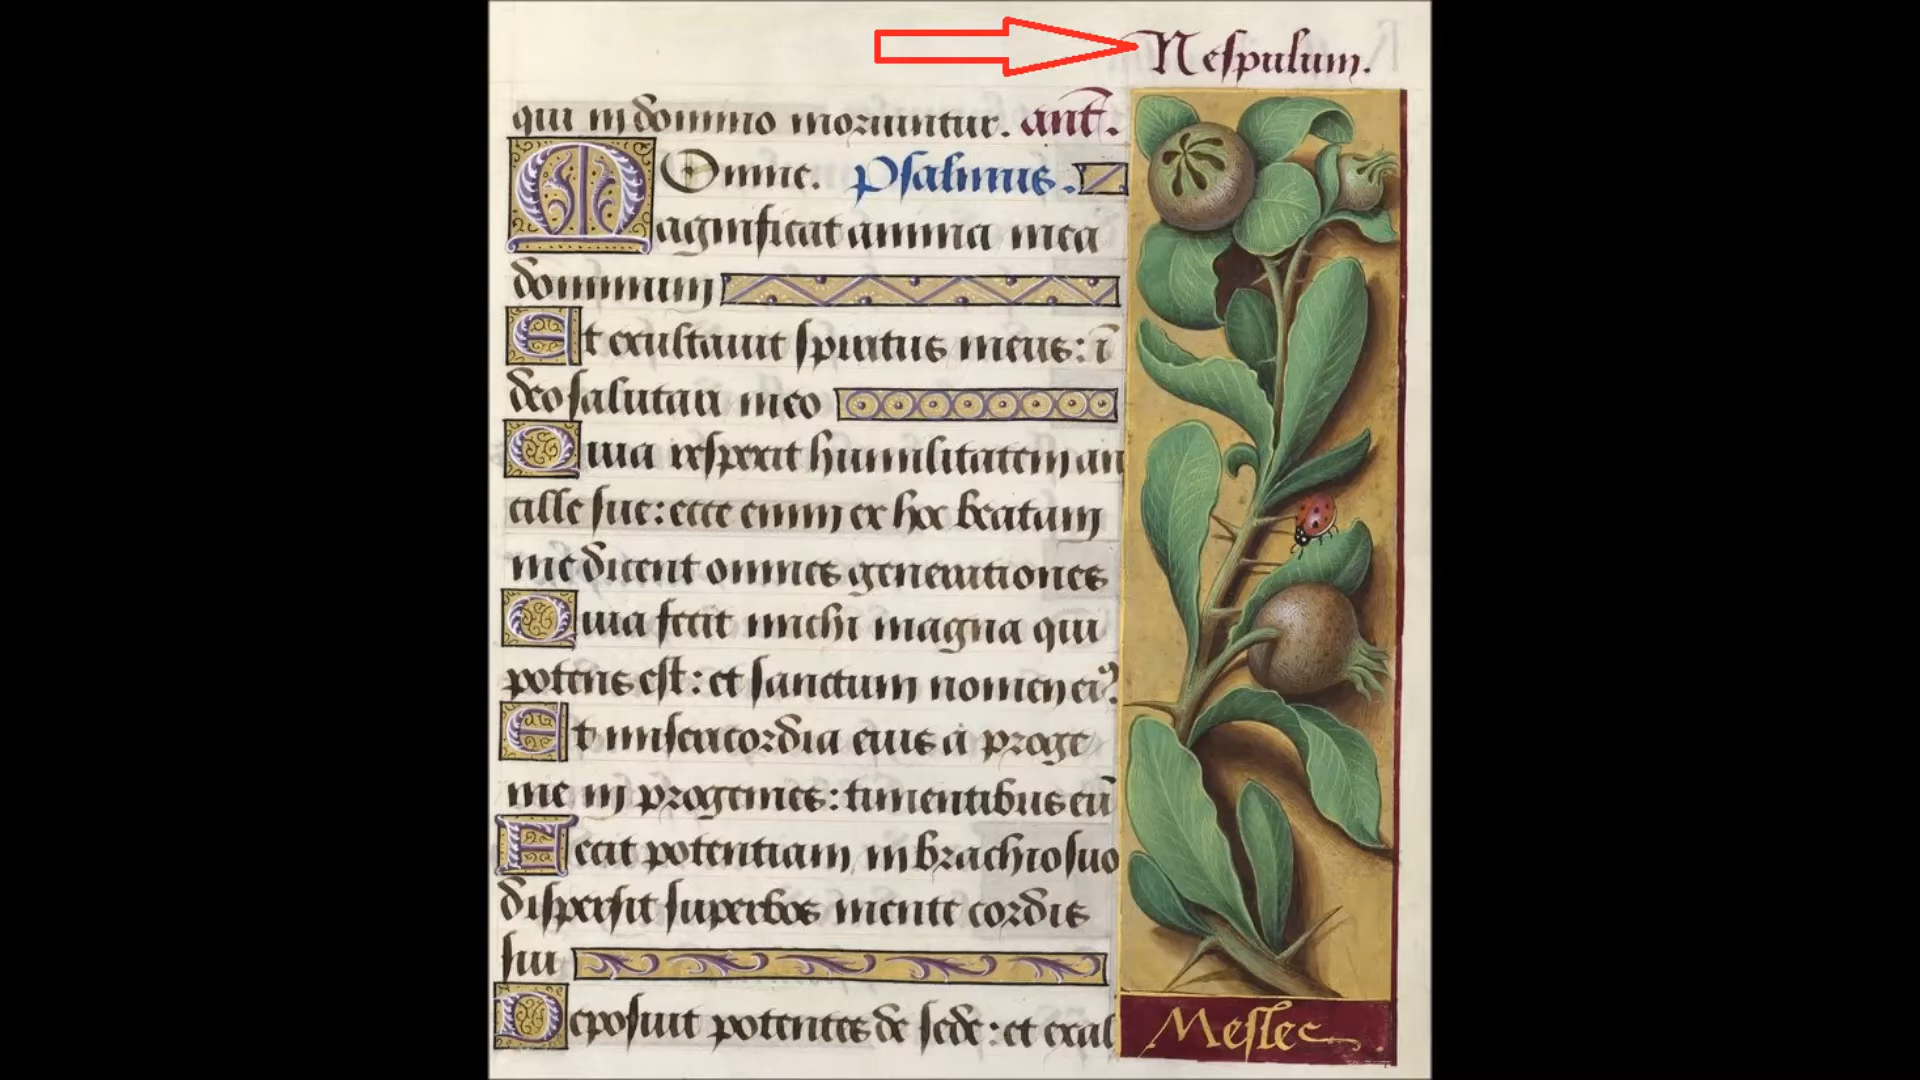 Nespulum.
qui in domino moriuntur. ant̃.
Omne. psalmus.
Magnificat anima mea
dominum
Et exultauit spiritus meus: ĩ
deo salutari meo
Quia respexit humilitatem an
cille sue: ecce enim ex hoc beatam
me dicent omnes generationes
Quia fecit michi magna qui
potens est: et sanctum nomen eiꝰ.
Et misericordia eius a proge
nie in progenies: timentibus eũ
Fecit potentiam in brachio suo
dispersit superbos mente cordis
sui
Deposuit potentes de sede: et exal
Meslee.